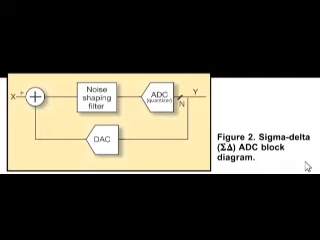 X
+
Noise
shaping
filter
ADC
(quantizer)
N
Y
DAC
Figure 2. Sigma-delta
(ΣΔ) ADC block
diagram.